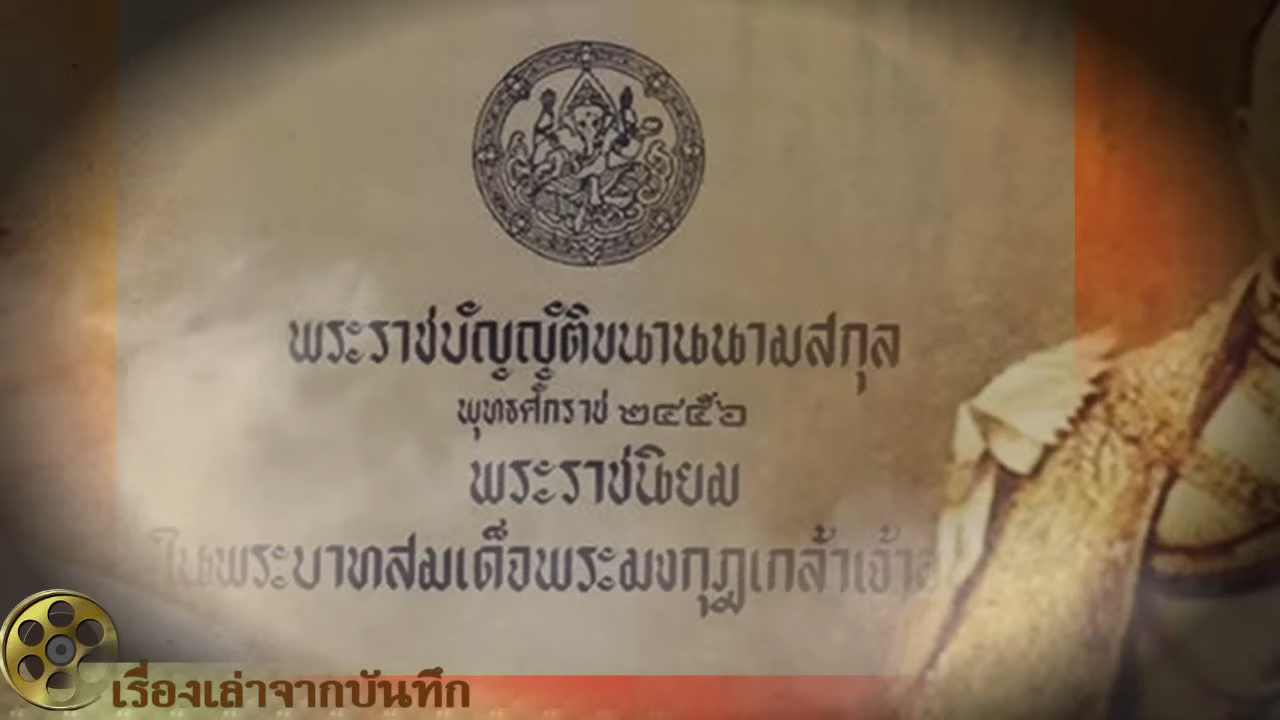 พระราชบัญญัติขนานนามสกุล
พุทธศักราช ๒๔๕๖
พระราชนิยม
ในพระบาทสมเด็จพระมงกุฎเกล้าเจ้า
เรื่องเล่าจากบันทึก